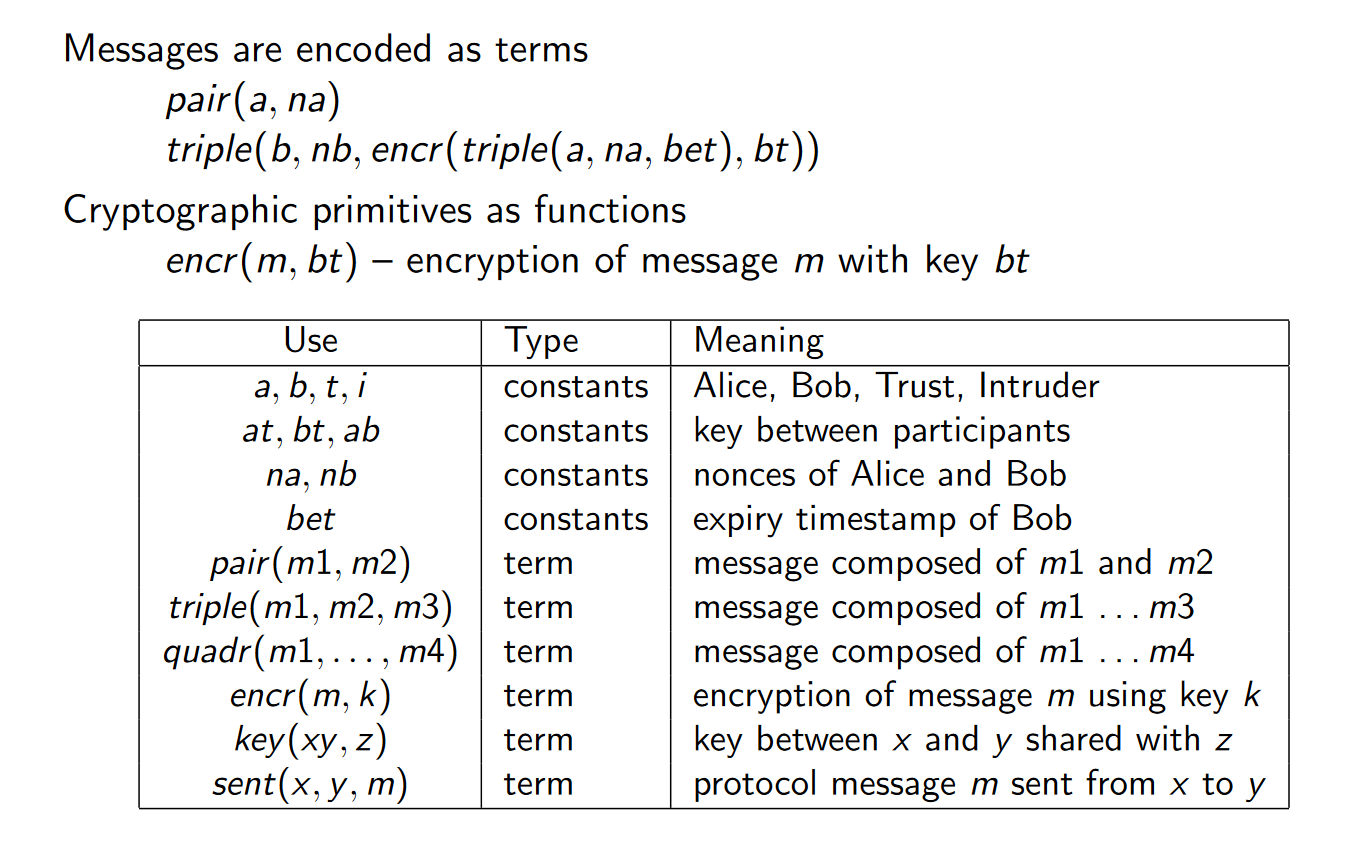 Messages are encoded as terms
pair(a, na)
triple(b, nb, encr(triple(a, na, bet), bt))
Cryptographic primitives as functions
encr(m, bt) – encryption of message m with key bt
Use Type Meaning
a, b, t, i constants Alice, Bob, Trust, Intruder
at, bt, ab constants key between participants
na, nb constants nonces of Alice and Bob
bet constants expiry timestamp of Bob
pair(m1, m2) term message composed of m1 and m2
triple(m1, m2, m3) term message composed of m1 ... m3
quadr(m1, ..., m4) term message composed of m1 ... m4
encr(m, k) term encryption of message m using key k
key(xy, z) term key between x and y shared with z
sent(x, y, m) term protocol message m sent from x to y